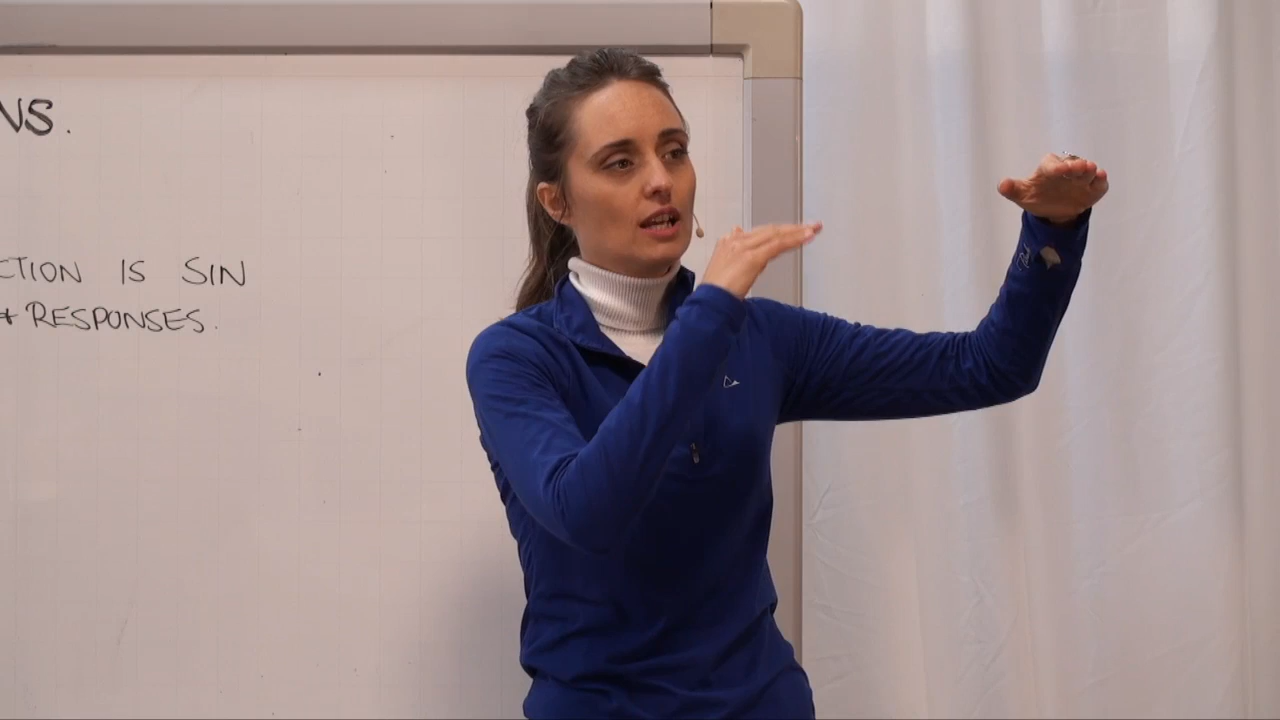 NS.
CTION IS SIN
+ RESPONSES.